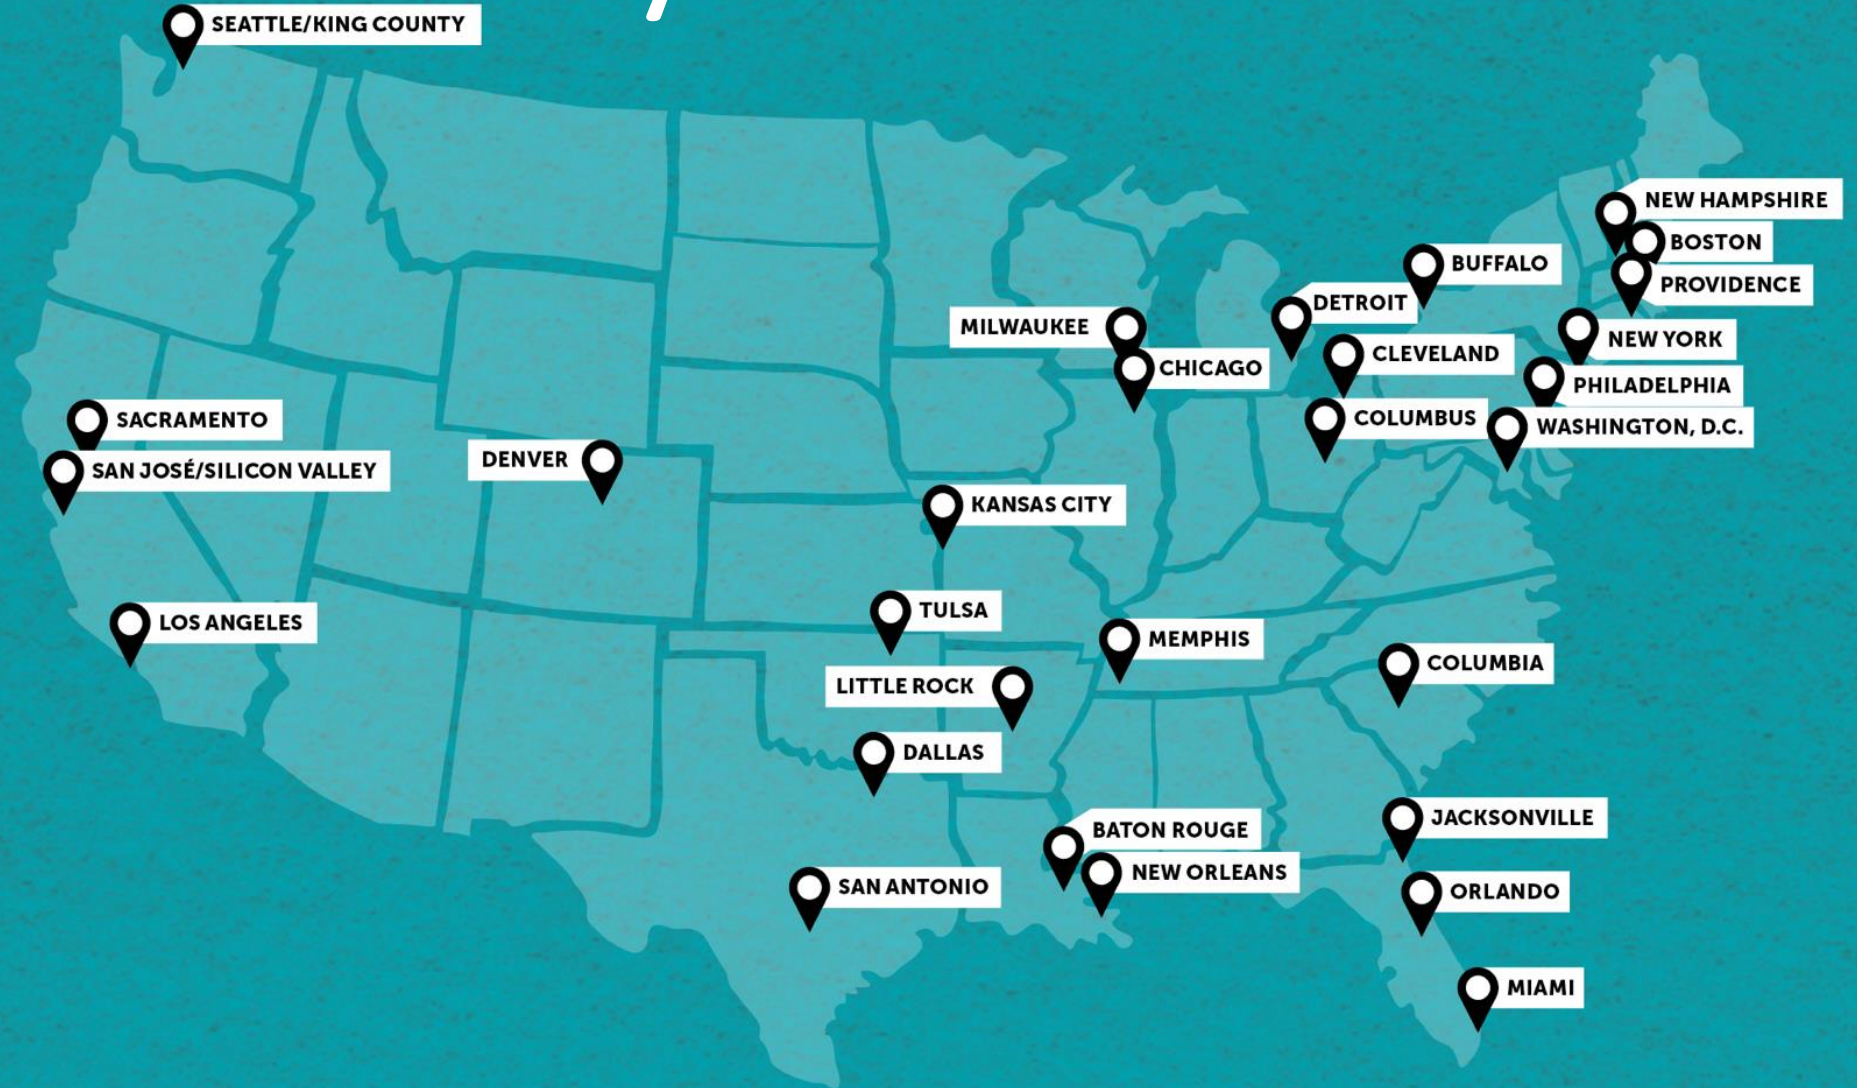 SEATTLE/KING COUNTY
NEW HAMPSHIRE
BOSTON
BUFFALO
PROVIDENCE
DETROIT
MILWAUKEE
NEW YORK
CLEVELAND
CHICAGO
PHILADELPHIA
SACRAMENTO
COLUMBUS
WASHINGTON, D.C.
DENVER
SAN JOSÉ/SILICON VALLEY
KANSAS CITY
TULSA
LOS ANGELES
MEMPHIS
COLUMBIA
LITTLE ROCK
DALLAS
JACKSONVILLE
BATON ROUGE
NEW ORLEANS
SAN ANTONIO
ORLANDO
MIAMI